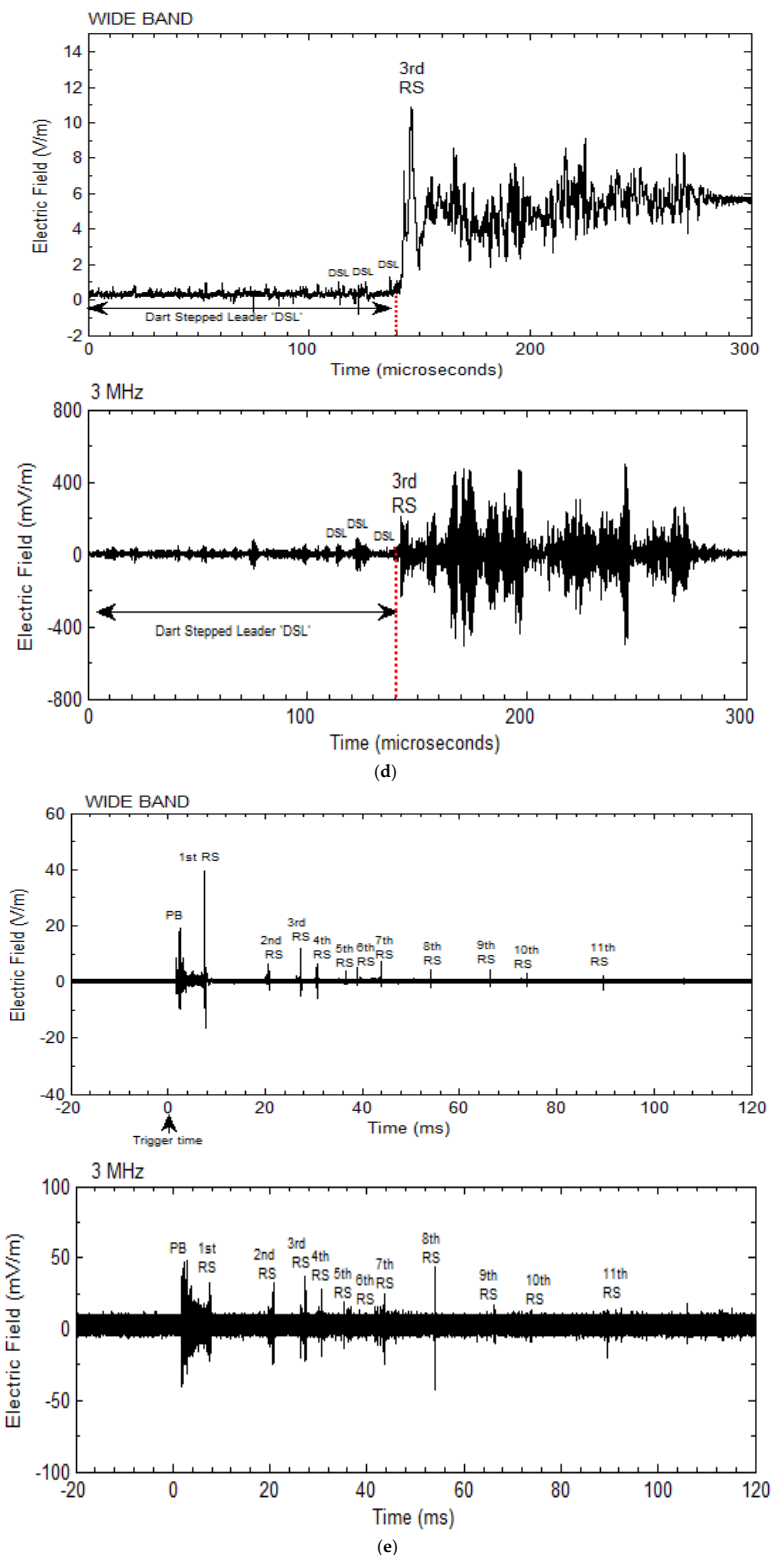 WIDE BAND
14
12
10
8
6
4
2
0
-2
Electric Field (V/m)
3rd
RS
DSL DSL DSL
Dart Stepped Leader "DSL"
0 100 200 300
Time (microseconds)
3 MHz
800
400
0
-400
-800
Electric Field (mV/m)
3rd
RS
DSL DSL DSL
Dart Stepped Leader "DSL"
0 100 200 300
Time (microseconds)
(d)
WIDE BAND
60
40
20
0
-20
-40
Electric Field (V/m)
PB
1st RS
2nd
RS
3rd
RS
4th
RS
5th
RS
6th
RS
7th
RS
8th
RS
9th
RS
10th
RS
11th
RS
-20 0 20 40 60 80 100 120
Time (ms)
Trigger time
3 MHz
100
50
0
-50
-100
Electric Field (mV/m)
PB
1st
RS
2nd
RS
3rd
RS
4th
RS
5th
RS
6th
RS
7th
RS
8th
RS
9th
RS
10th
RS
11th
RS
-20 0 20 40 60 80 100 120
Time (ms)
(e)